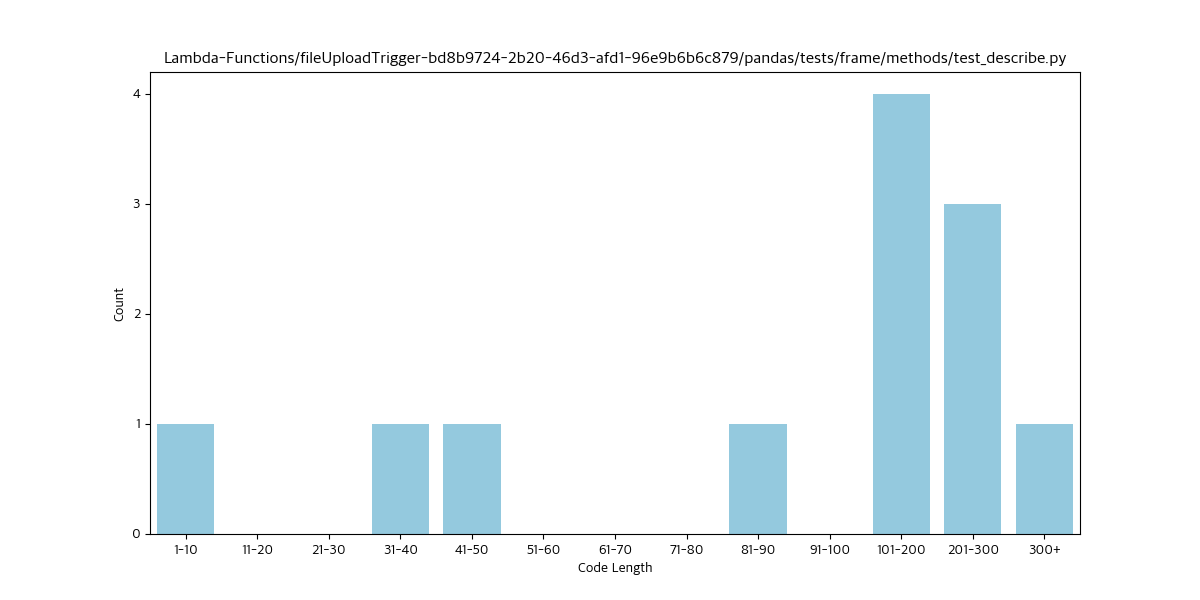 Lambda-Functions/fileUploadTrigger-bd8b9724-2b20-46d3-afd1-96e9b6b6c879/pandas/tests/frame/methods/test_describe.py
4
3
2
1
0
Count
1-10 11-20 21-30 31-40 41-50 51-60 61-70 71-80 81-90 91-100 101-200 201-300 300+
Code Length